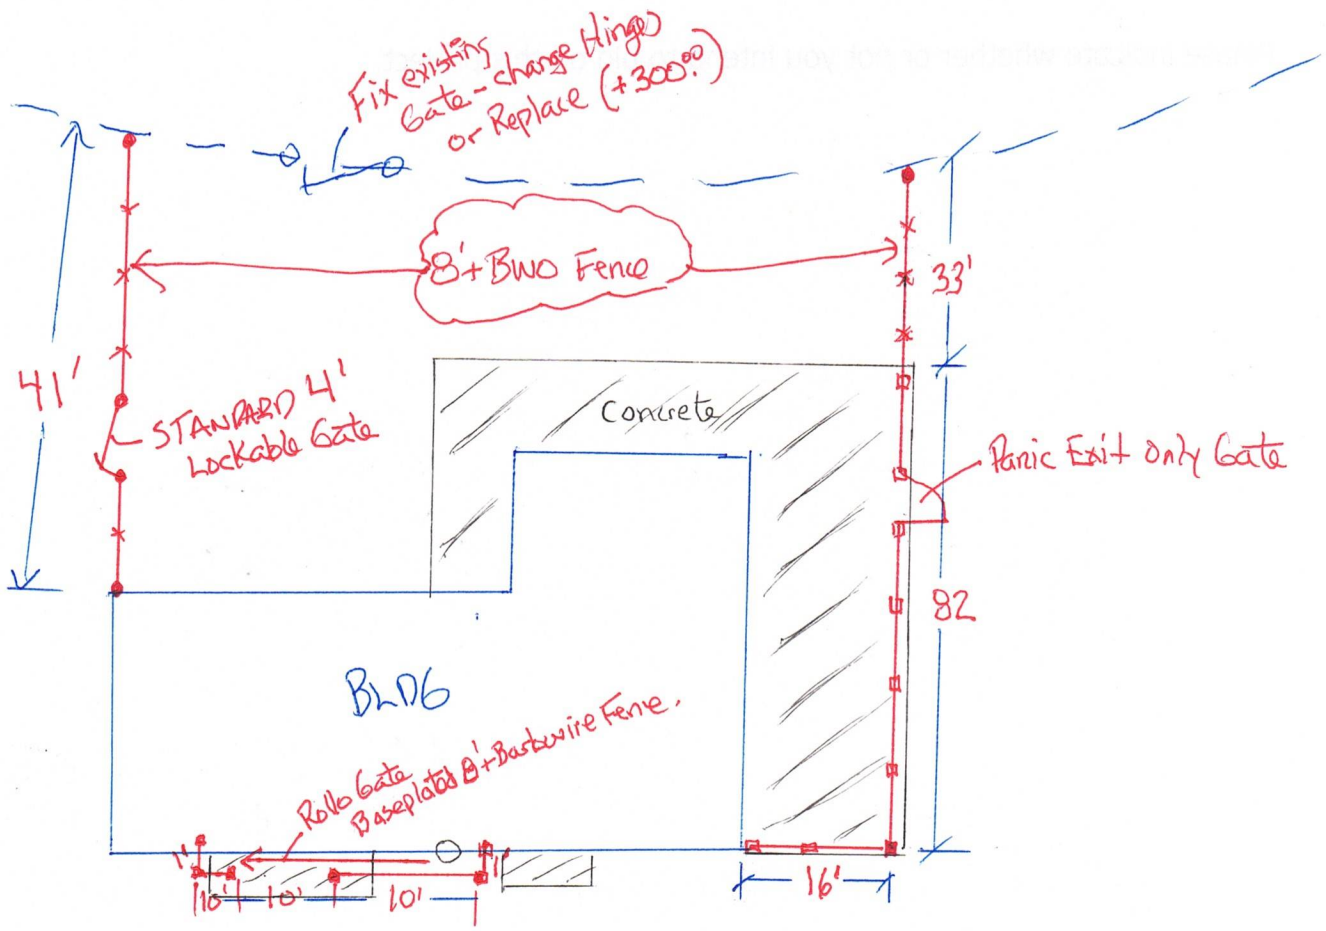 Fix existing
Gate - change Hinges
or Replace (+300.00)
8'+BWO Fence
33'
41'
STANDARD 4'
Lockable Gate
Concrete
Panic Exit Only Gate
82
BLDG
Rollo Gate
Baseplated 8'+Barbwire Fence.
1'
1'
10'
10'
10'
16'